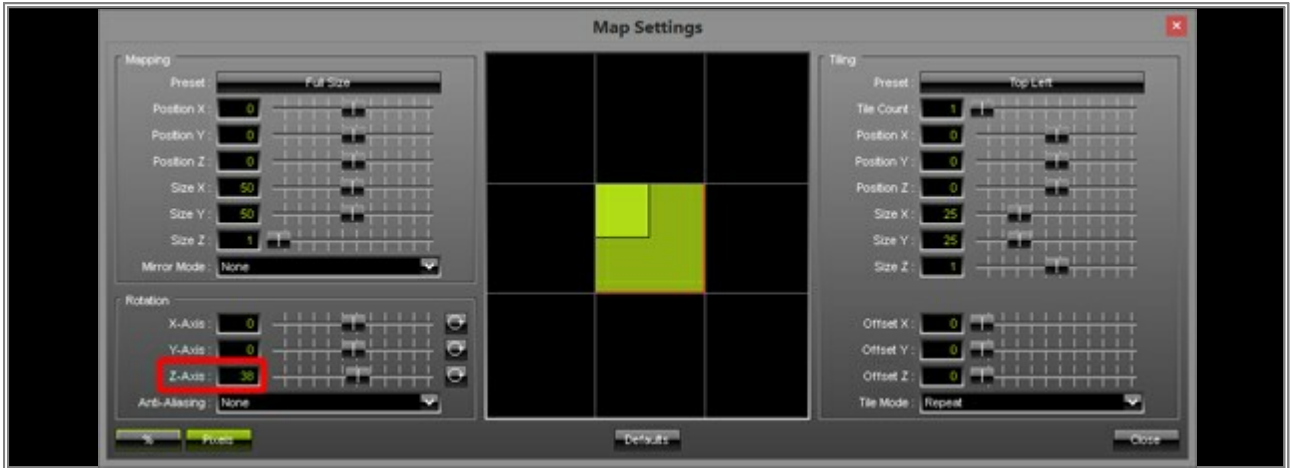 Map Settings
Mapping
Preset : Full Size
Position X : 0
Position Y : 0
Position Z : 0
Size X : 50
Size Y : 50
Size Z : 1
Mirror Mode : None
Rotation
X-Axis : 0
Y-Axis : 0
Z-Axis : 38
Anti-Aliasing : None
% Pixels
Defaults
Tiling
Preset : Top Left
Tile Count : 1
Position X : 0
Position Y : 0
Position Z : 0
Size X : 25
Size Y : 25
Size Z : 1
Offset X : 0
Offset Y : 0
Offset Z : 0
Tile Mode : Repeat
Close